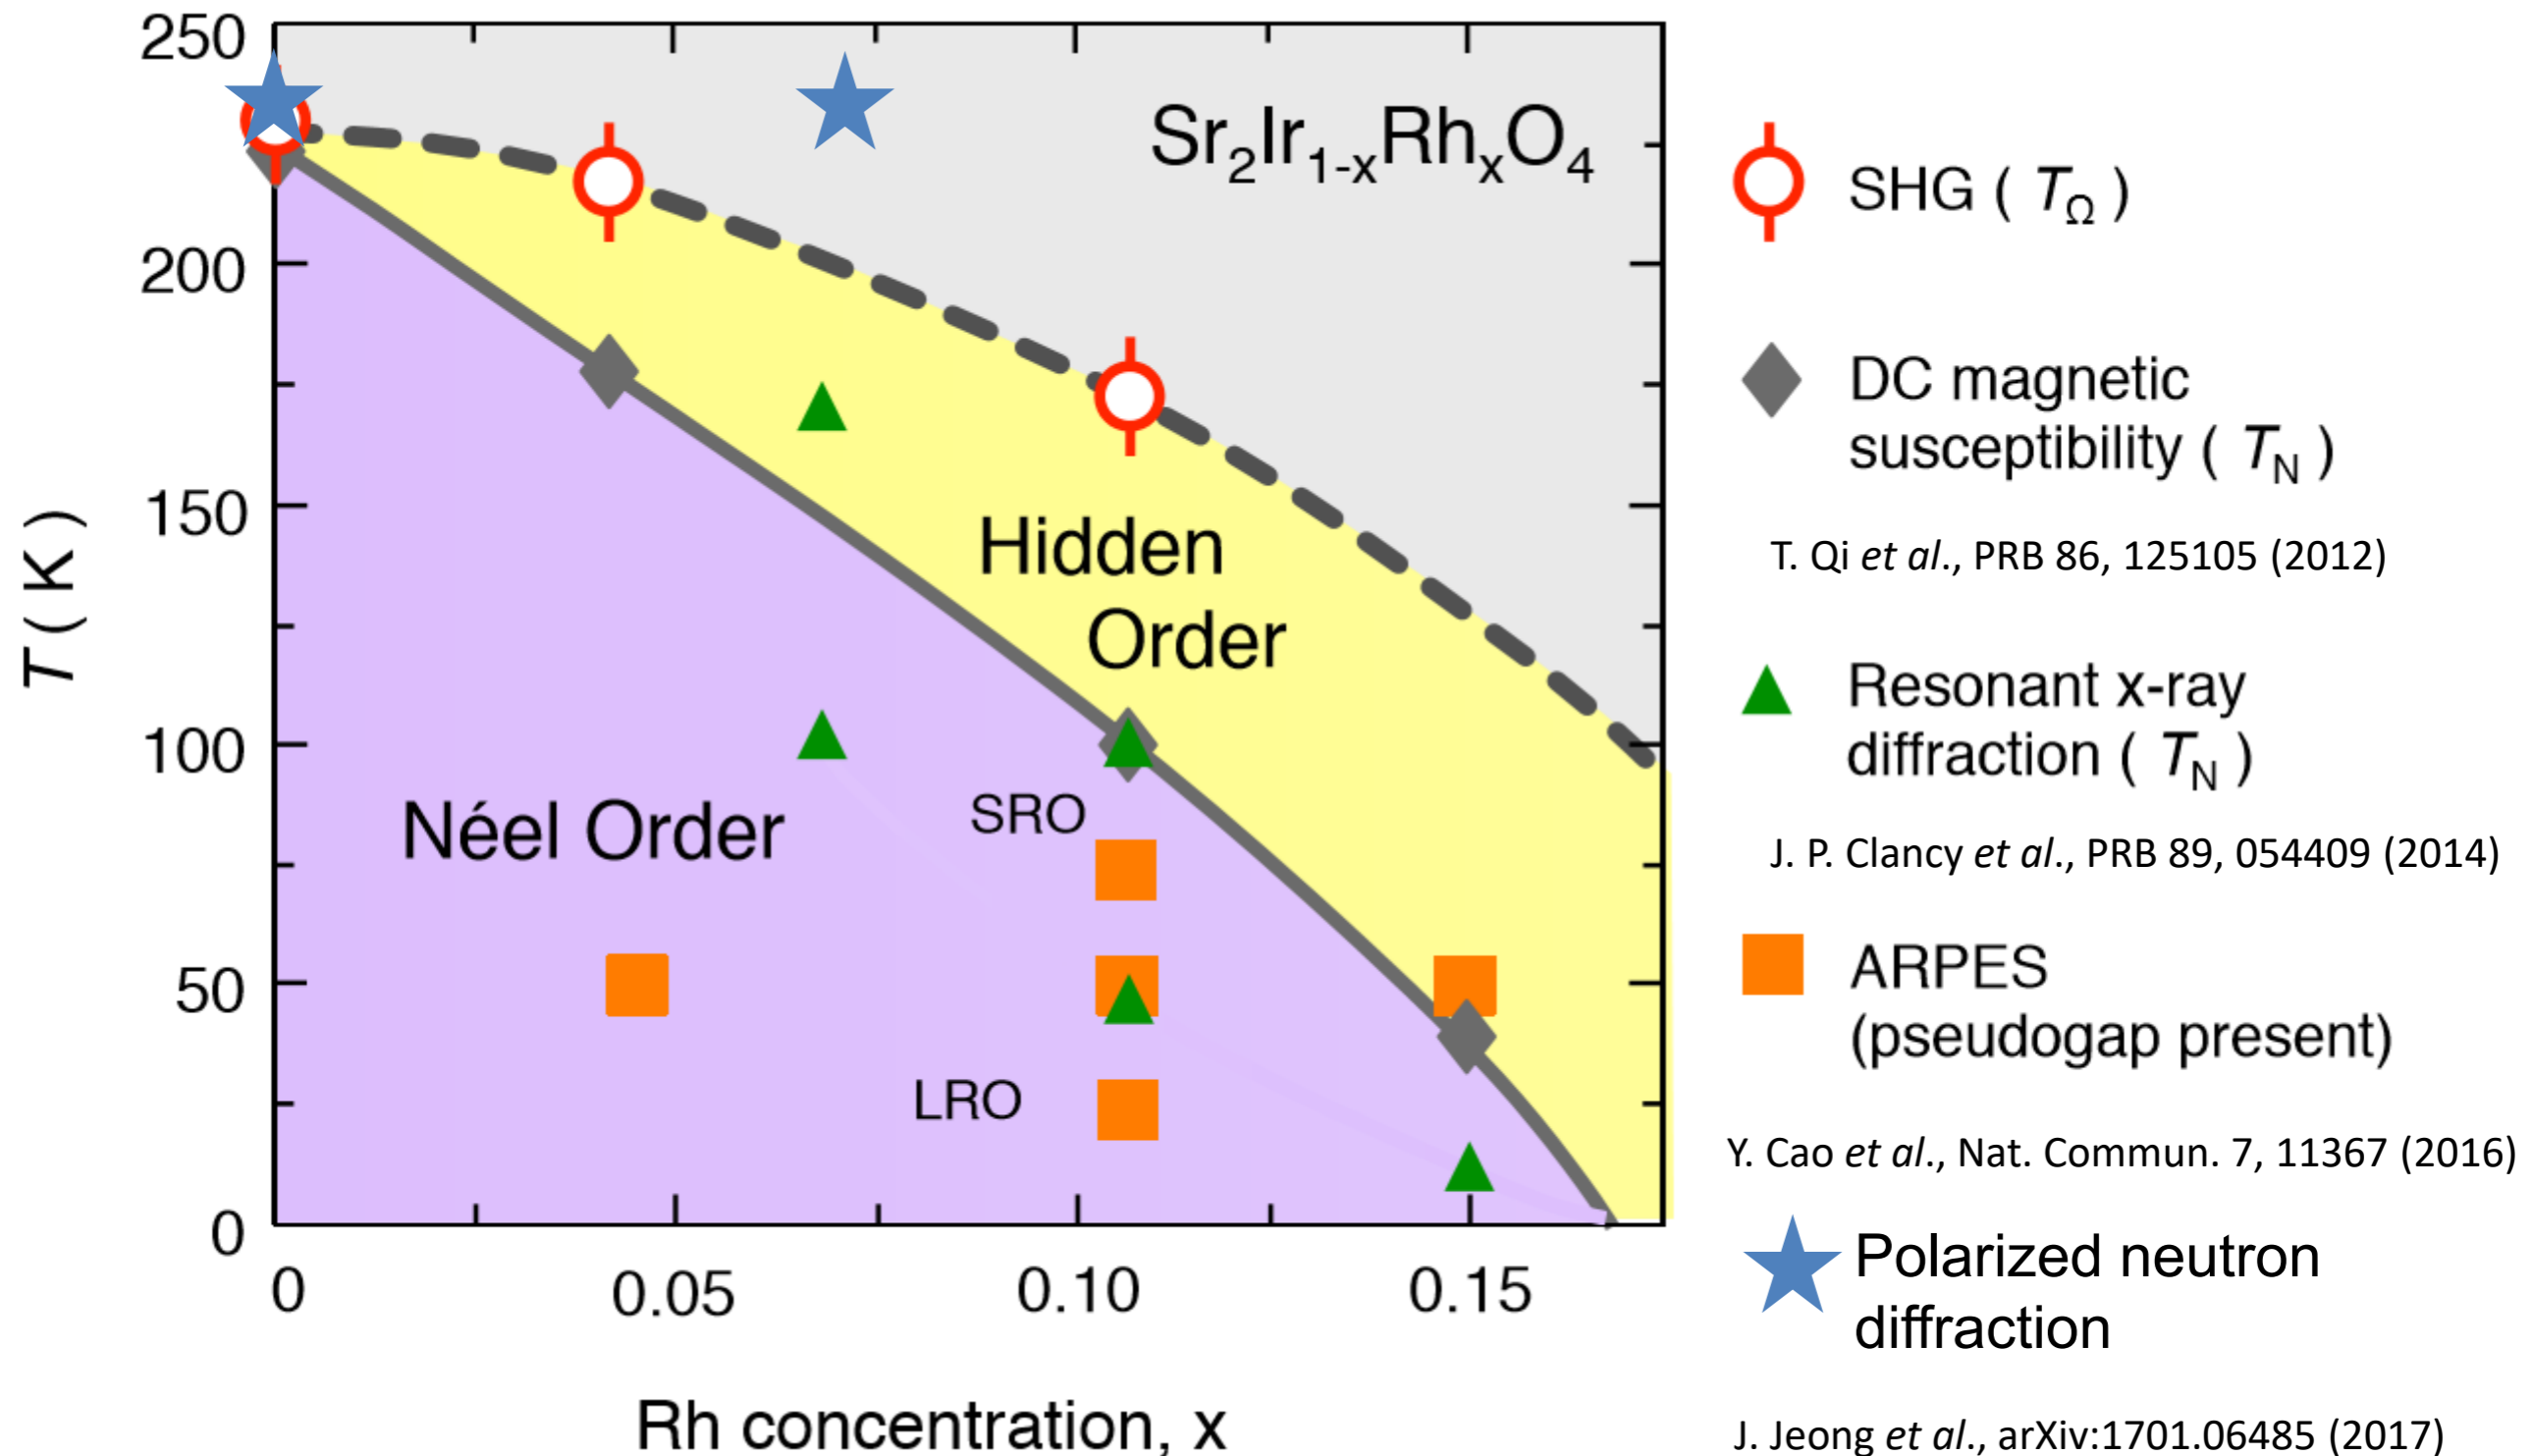 250
200
150
100
50
0
T ( K )
0
0.05
0.10
0.15
Rh concentration, x
Sr₂Ir₁₋ₓRhₓO₄
Hidden
Order
Néel Order
SRO
LRO
SHG ( T_Ω )
DC magnetic
susceptibility ( T_N )
T. Qi et al., PRB 86, 125105 (2012)
Resonant x-ray
diffraction ( T_N )
J. P. Clancy et al., PRB 89, 054409 (2014)
ARPES
(pseudogap present)
Y. Cao et al., Nat. Commun. 7, 11367 (2016)
Polarized neutron
diffraction
J. Jeong et al., arXiv:1701.06485 (2017)